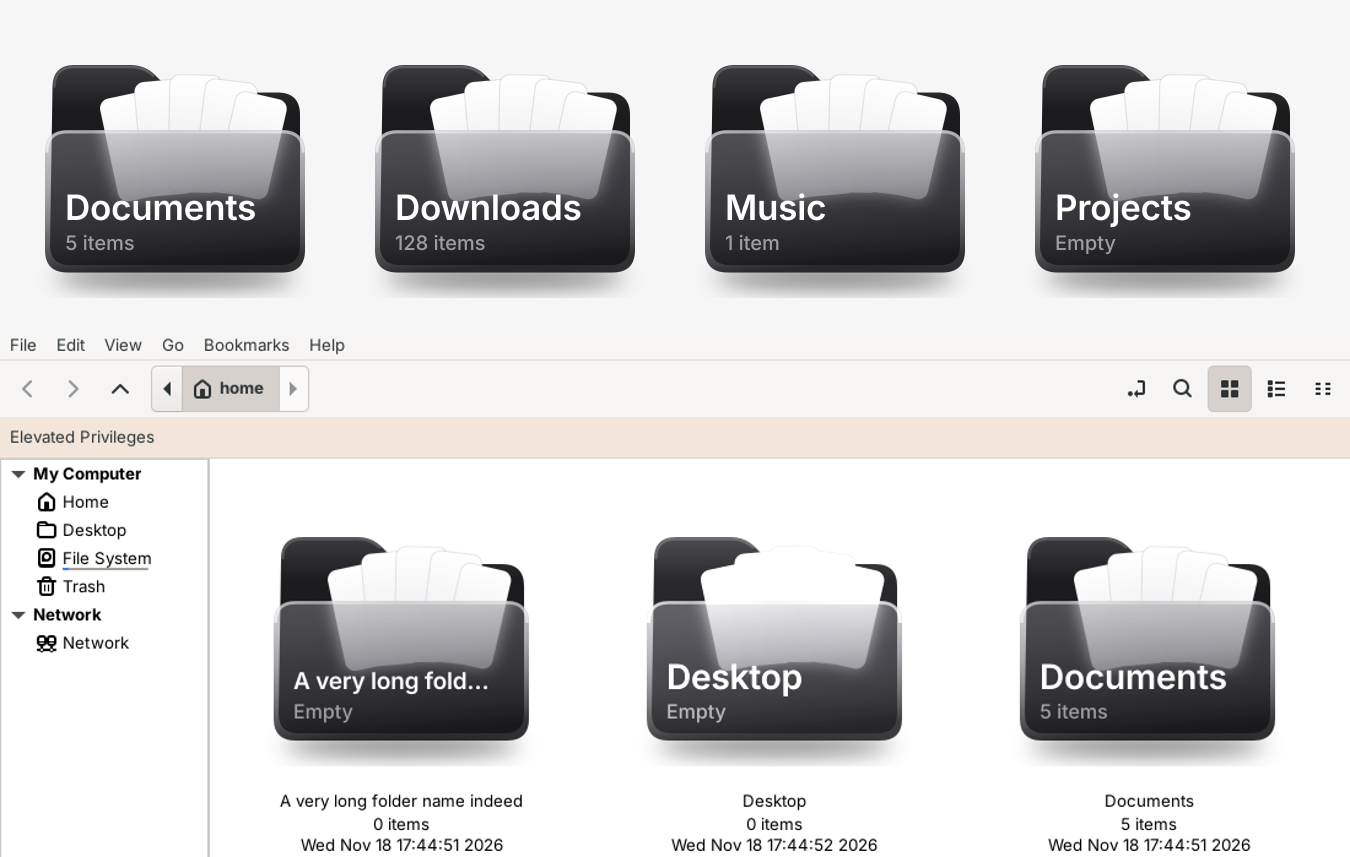 Documents
5 items
Downloads
128 items
Music
1 item
Projects
Empty
File Edit View Go Bookmarks Help
home
Elevated Privileges
My Computer
Home
Desktop
File System
Trash
Network
Network
A very long fold...
Empty
Desktop
Empty
Documents
5 items
A very long folder name indeed
0 items
Wed Nov 18 17:44:51 2026
Desktop
0 items
Wed Nov 18 17:44:52 2026
Documents
5 items
Wed Nov 18 17:44:51 2026